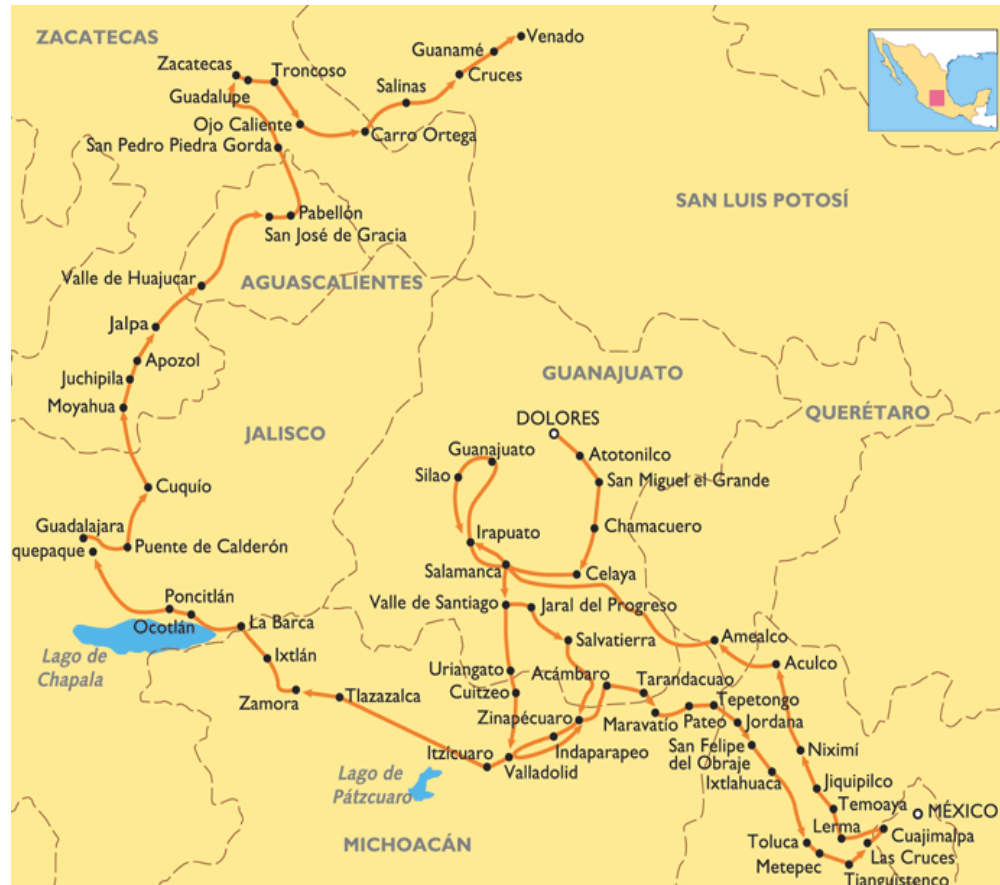 ZACATECAS
Venado
Guanamé
Zacatecas
Troncoso
Cruces
Salinas
Guadalupe
Ojo Caliente
Carro Ortega
San Pedro Piedra Gorda
SAN LUIS POTOSÍ
Pabellón
San José de Gracia
Valle de Huajucar
AGUASCALIENTES
Jalpa
Apozol
Juchipila
Moyahua
GUANAJUATO
QUERÉTARO
DOLORES
JALISCO
Guanajuato
Atotonilco
Silao
San Miguel el Grande
Cuquío
Guadalajara
Chamacuero
Irapuato
Puente de Calderón
quepaque
Salamanca
Celaya
Poncitlán
Valle de Santiago
Jaral del Progreso
Ocotlán
La Barca
Salvatierra
Amealco
Lago de
Chapala
Ixtlán
Aculco
Uriangato
Acámbaro
Tarandacuao
Zamora
Tlazazalca
Cuitzeo
Tepetongo
Zinapécuaro
Maravatío
Pateo
Jordana
Itzícuaro
Indaparapeo
San Felipe
del Obraje
Niximí
Valladolid
Lago de
Pátzcuaro
Ixtlahuaca
Jiquipilco
Temoaya
MÉXICO
MICHOACÁN
Lerma
Cuajimalpa
Toluca
Las Cruces
Metepec
Tianguistenco